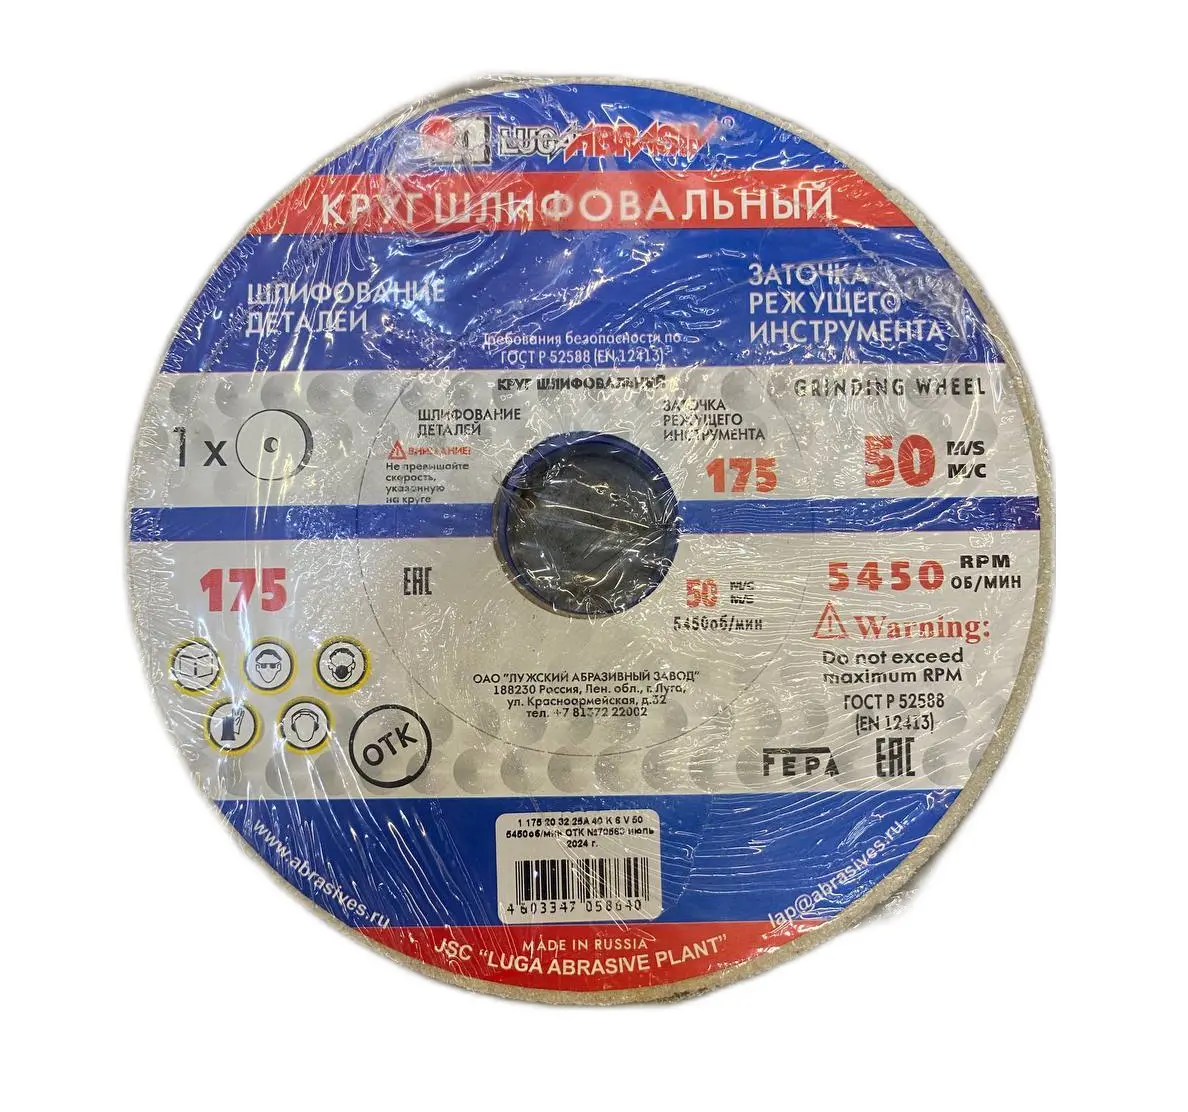 LUGAABRASIV®
КРУГ ШЛИФОВАЛЬНЫЙ
ШЛИФОВАНИЕ
ДЕТАЛЕЙ
ЗАТОЧКА
РЕЖУЩЕГО
ИНСТРУМЕНТА
Требования безопасности по
ГОСТ Р 52588 (EN 12413)
КРУГ ШЛИФОВАЛЬНЫЙ
GRINDING WHEEL
1 x
ШЛИФОВАНИЕ
ДЕТАЛЕЙ
ВНИМАНИЕ!
Не превышайте
скорость,
указанную
на круге
ЗАТОЧКА
РЕЖУЩЕГО
ИНСТРУМЕНТА
175
50 M/S
М/С
175
ЕАС
50 М/С
M/S
5450об/мин
5450 RPM
ОБ/МИН
Warning:
Do not exceed
maximum RPM
ГОСТ Р 52588
(EN 12413)
FEPA ЕАС
ОАО "ЛУЖСКИЙ АБРАЗИВНЫЙ ЗАВОД"
188230 Россия, Лен. обл., г. Луга,
ул. Красноармейская, д.32
тел. +7 81372 22002
ОТК
1 175 20 32 25А 40 K 6 V 50
5450об/мин ОТК №70563 июль
2024 г.
4 603347 058640
www.abrasives.ru
lap@abrasives.ru
MADE IN RUSSIA
JSC "LUGA ABRASIVE PLANT"